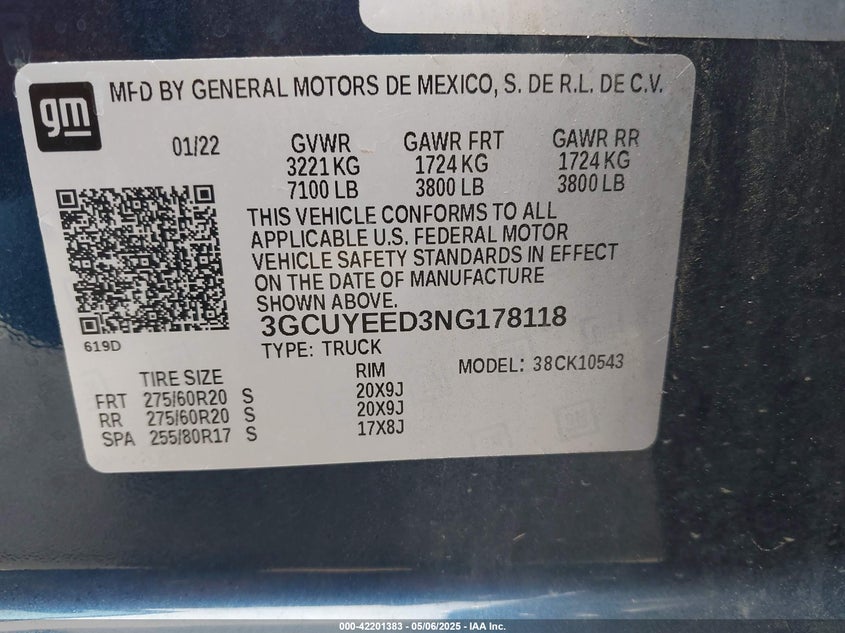 gm
MFD BY GENERAL MOTORS DE MEXICO, S. DE R.L. DE C.V.
01/22 GVWR GAWR FRT GAWR RR
3221 KG 1724 KG 1724 KG
7100 LB 3800 LB 3800 LB
THIS VEHICLE CONFORMS TO ALL
APPLICABLE U.S. FEDERAL MOTOR
VEHICLE SAFETY STANDARDS IN EFFECT
ON THE DATE OF MANUFACTURE
SHOWN ABOVE.
3GCUYEED3NG178118
619D
TYPE: TRUCK
MODEL: 38CK10543
TIRE SIZE RIM
FRT 275/60R20 S 20X9J
RR 275/60R20 S 20X9J
SPA 255/80R17 S 17X8J
000-42201383 - 05/06/2025 - IAA Inc.